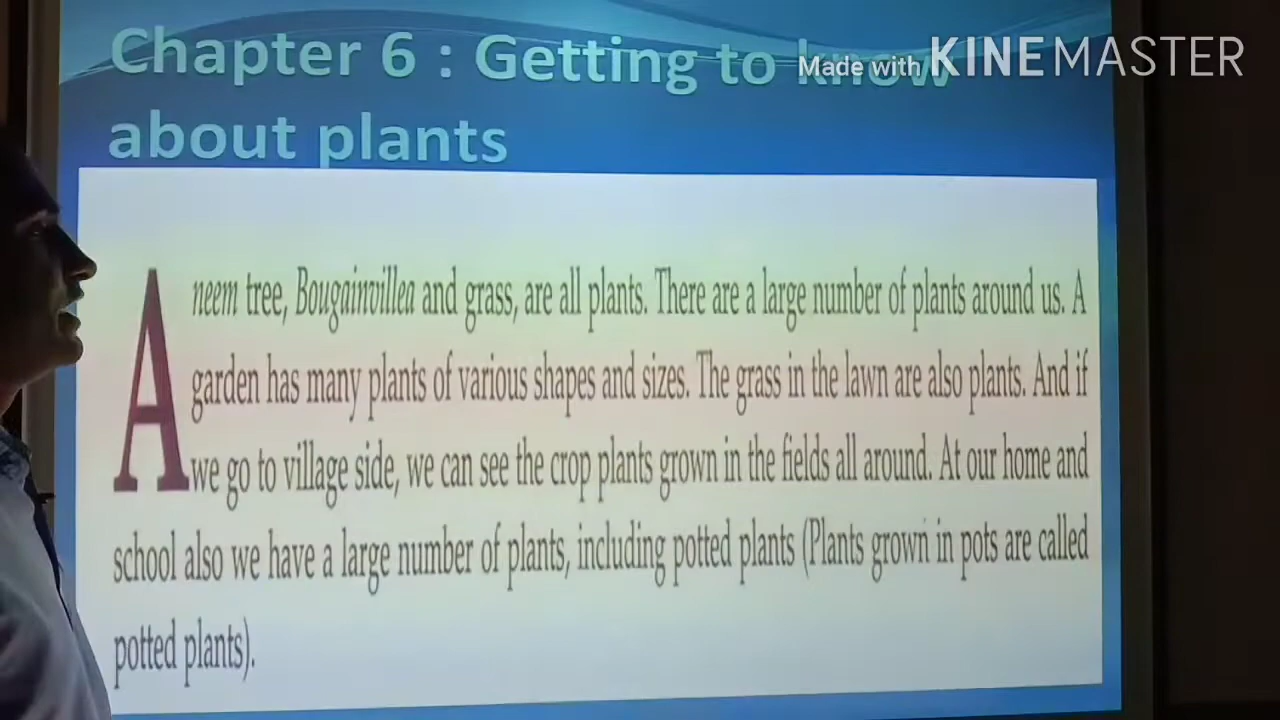 Chapter 6 : Getting to know
Made with KINEMASTER
about plants
A neem tree, Bougainvillea and grass, are all plants. There are a large number of plants around us. A
garden has many plants of various shapes and sizes. The grass in the lawn are also plants. And if
we go to village side, we can see the crop plants grown in the fields all around. At our home and
school also we have a large number of plants, including potted plants (Plants grown in pots are called
potted plants).